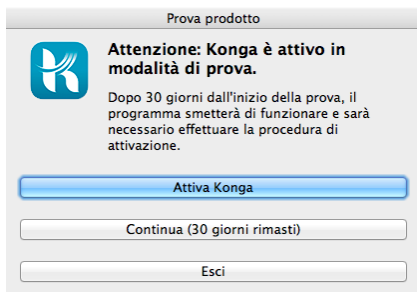 Prova prodotto
Attenzione: Konga è attivo in
modalità di prova.
Dopo 30 giorni dall'inizio della prova, il
programma smetterà di funzionare e sarà
necessario effettuare la procedura di
attivazione.
Attiva Konga
Continua (30 giorni rimasti)
Esci